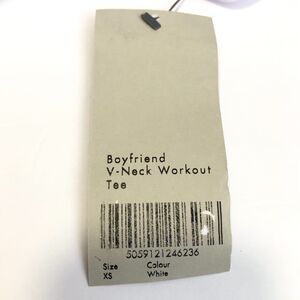 Boyfriend
V-Neck Workout
Tee
5059121246236
Size Colour
XS White